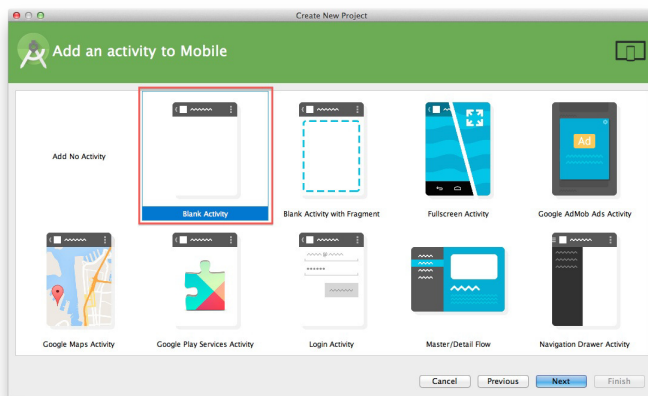 Create New Project
Add an activity to Mobile
Add No Activity
Blank Activity
Blank Activity with Fragment
Fullscreen Activity
Ad
Google AdMob Ads Activity
Google Maps Activity
Google Play Services Activity
Login Activity
Master/Detail Flow
Navigation Drawer Activity
Cancel
Previous
Next
Finish